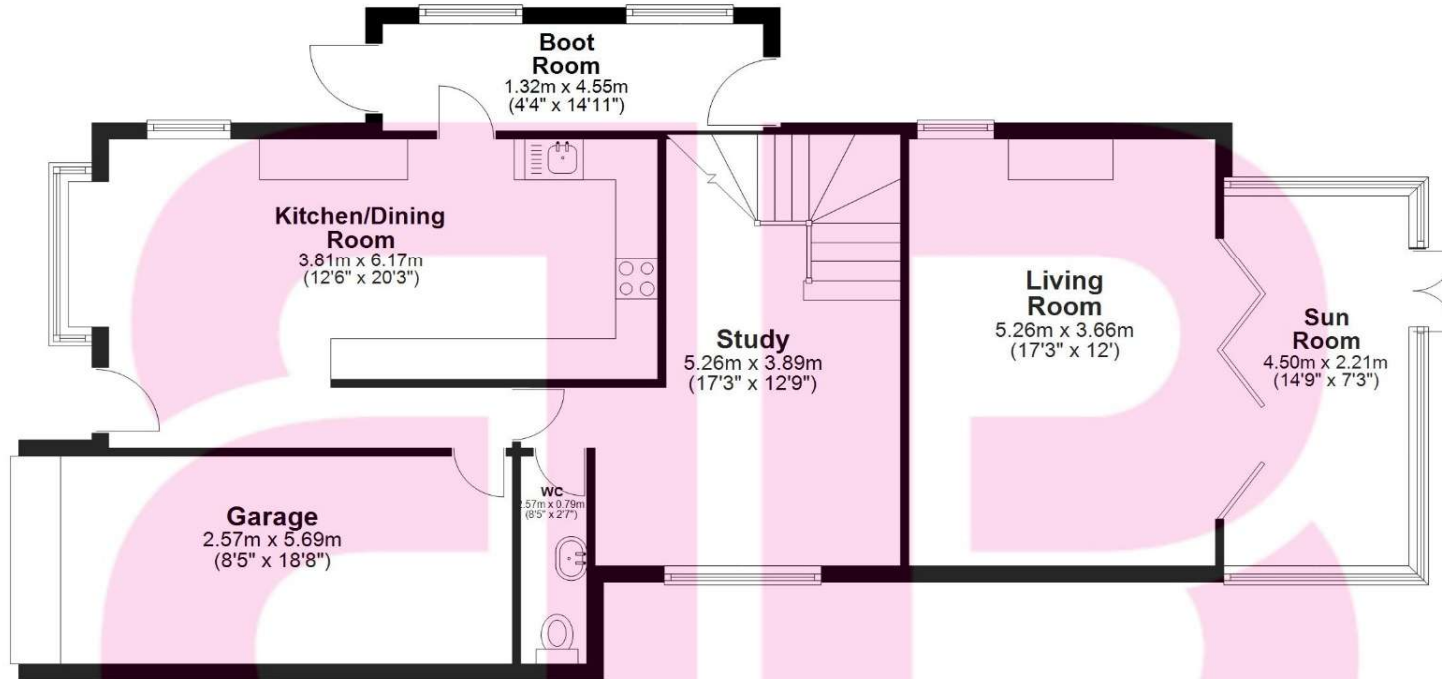 Boot
Room
1.32m x 4.55m
(4'4" x 14'11")
Kitchen/Dining
Room
3.81m x 6.17m
(12'6" x 20'3")
Study
5.26m x 3.89m
(17'3" x 12'9")
Living
Room
5.26m x 3.66m
(17'3" x 12')
Sun
Room
4.50m x 2.21m
(14'9" x 7'3")
Garage
2.57m x 5.69m
(8'5" x 18'8")
WC
2.57m x 0.79m
(8'5" x 2'7")